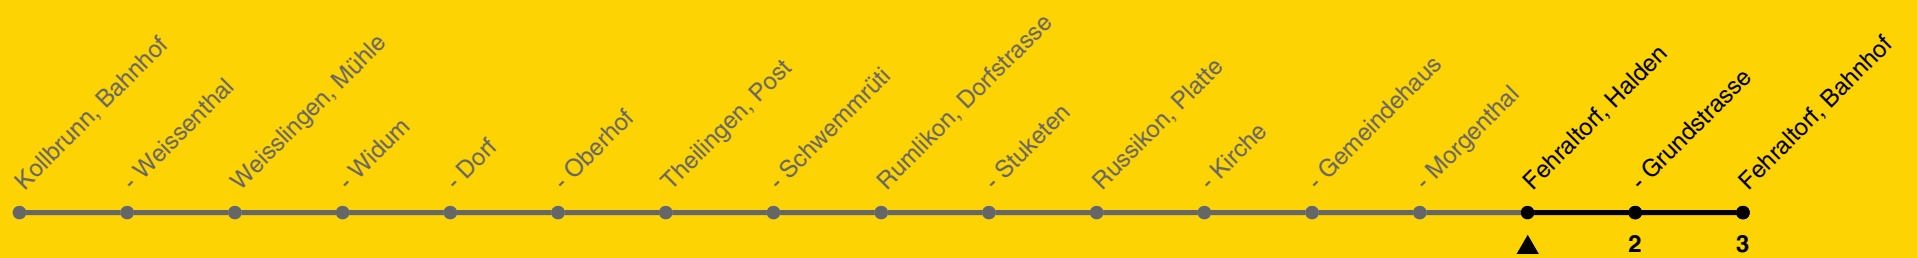 Kollbrunn, Bahnhof
- Weissenthal
Weisslingen, Mühle
- Widum
- Dorf
- Oberhof
Theilingen, Post
- Schwemmrüti
Rumlikon, Dorfstrasse
- Stuketen
Russikon, Platte
- Kirche
- Gemeindehaus
- Morgenthal
Fehraltorf, Halden
- Grundstrasse
Fehraltorf, Bahnhof
2
3